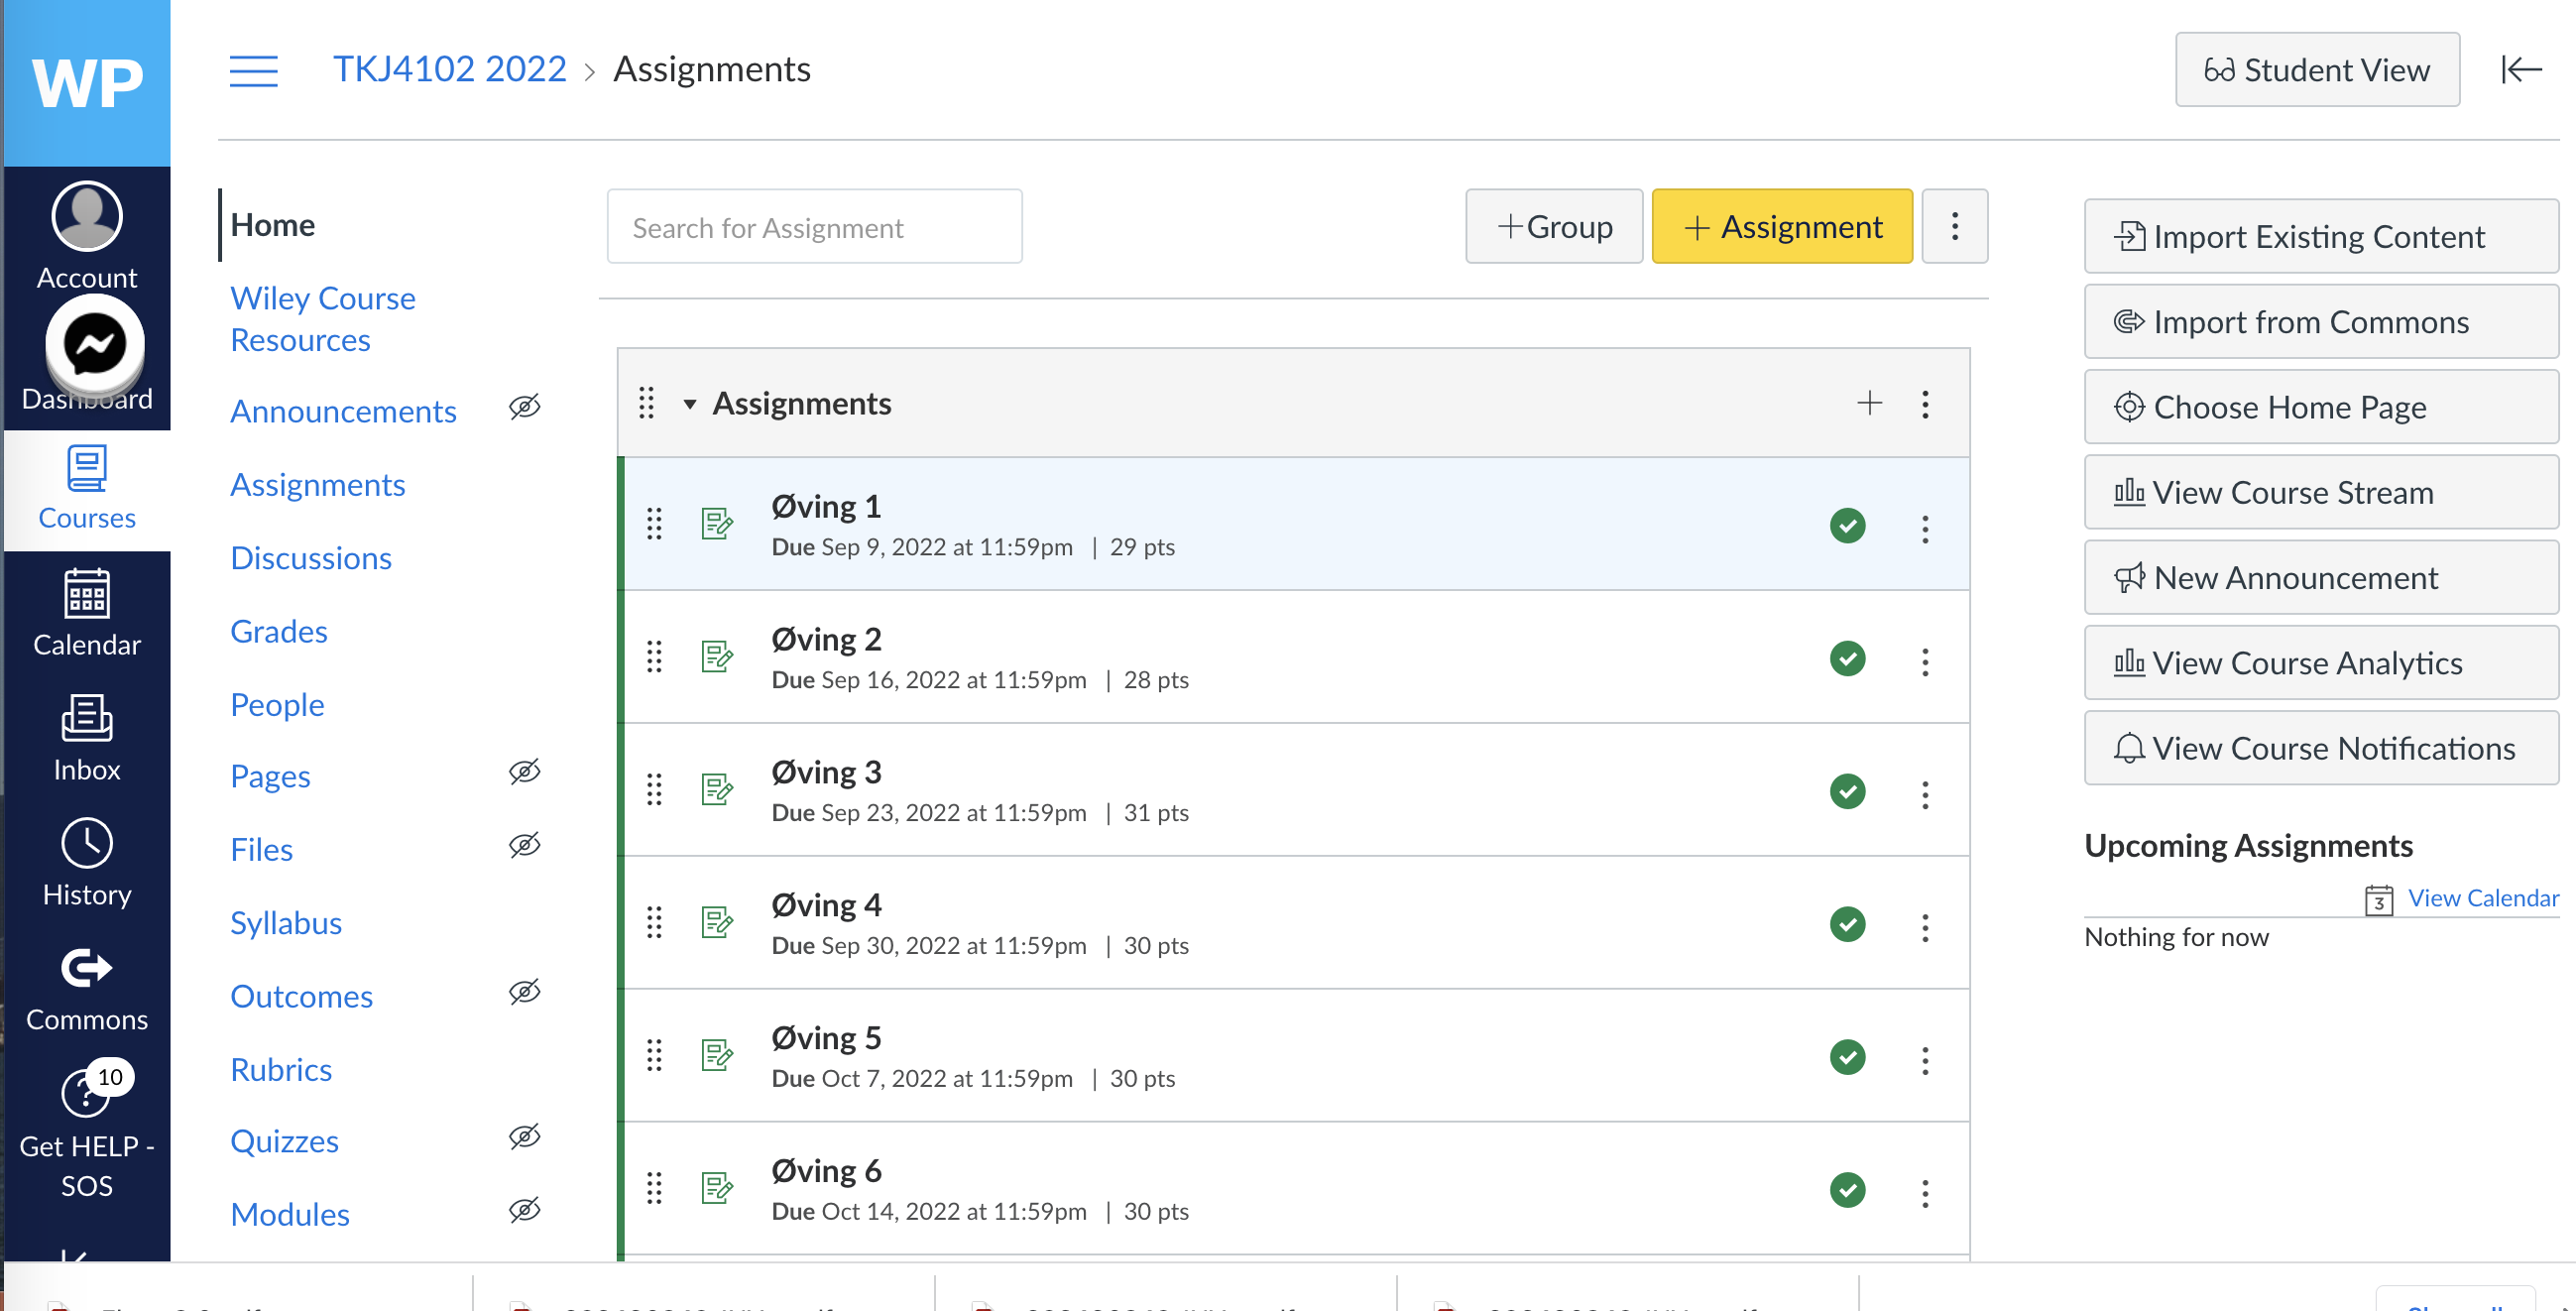 WP
TKJ4102 2022 > Assignments
Student View
Account
Dashboard
Courses
Calendar
Inbox
History
Commons
10
Get HELP -
SOS
Home
Wiley Course
Resources
Announcements
Assignments
Discussions
Grades
People
Pages
Files
Syllabus
Outcomes
Rubrics
Quizzes
Modules
Search for Assignment
+Group
+ Assignment
Assignments
Øving 1
Due Sep 9, 2022 at 11:59pm | 29 pts
Øving 2
Due Sep 16, 2022 at 11:59pm | 28 pts
Øving 3
Due Sep 23, 2022 at 11:59pm | 31 pts
Øving 4
Due Sep 30, 2022 at 11:59pm | 30 pts
Øving 5
Due Oct 7, 2022 at 11:59pm | 30 pts
Øving 6
Due Oct 14, 2022 at 11:59pm | 30 pts
Import Existing Content
Import from Commons
Choose Home Page
View Course Stream
New Announcement
View Course Analytics
View Course Notifications
Upcoming Assignments
3 View Calendar
Nothing for now